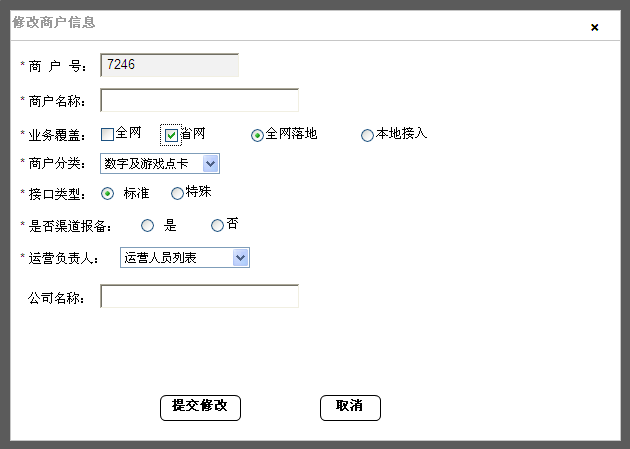 修改商户信息 ×
* 商 户 号： 7246
* 商户名称：
* 业务覆盖： 全网 省网 全网落地 本地接入
* 商户分类： 数字及游戏点卡
* 接口类型： 标准 特殊
* 是否渠道报备： 是 否
* 运营负责人： 运营人员列表
公司名称：
提交修改 取消